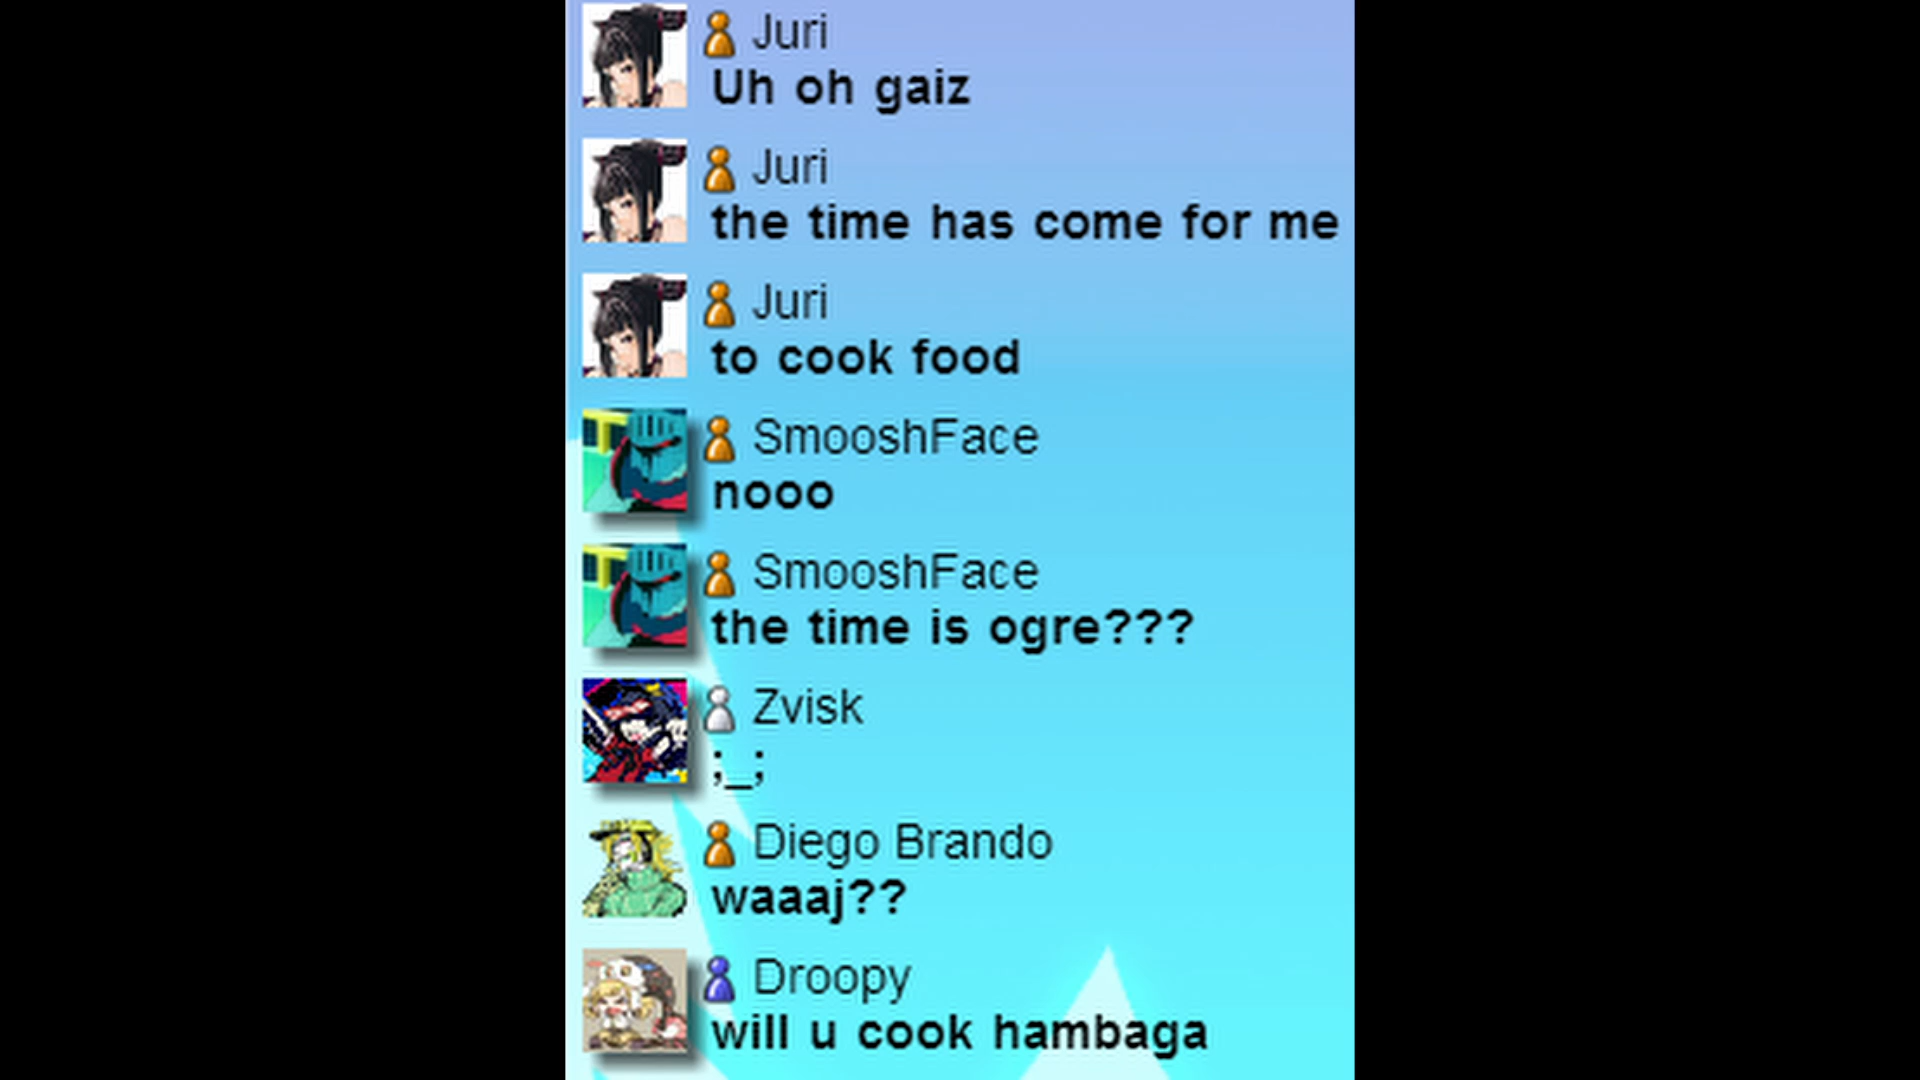 Juri
Uh oh gaiz
Juri
the time has come for me
Juri
to cook food
SmooshFace
nooo
SmooshFace
the time is ogre???
Zvisk
;_;
Diego Brando
waaaj??
Droopy
will u cook hambaga